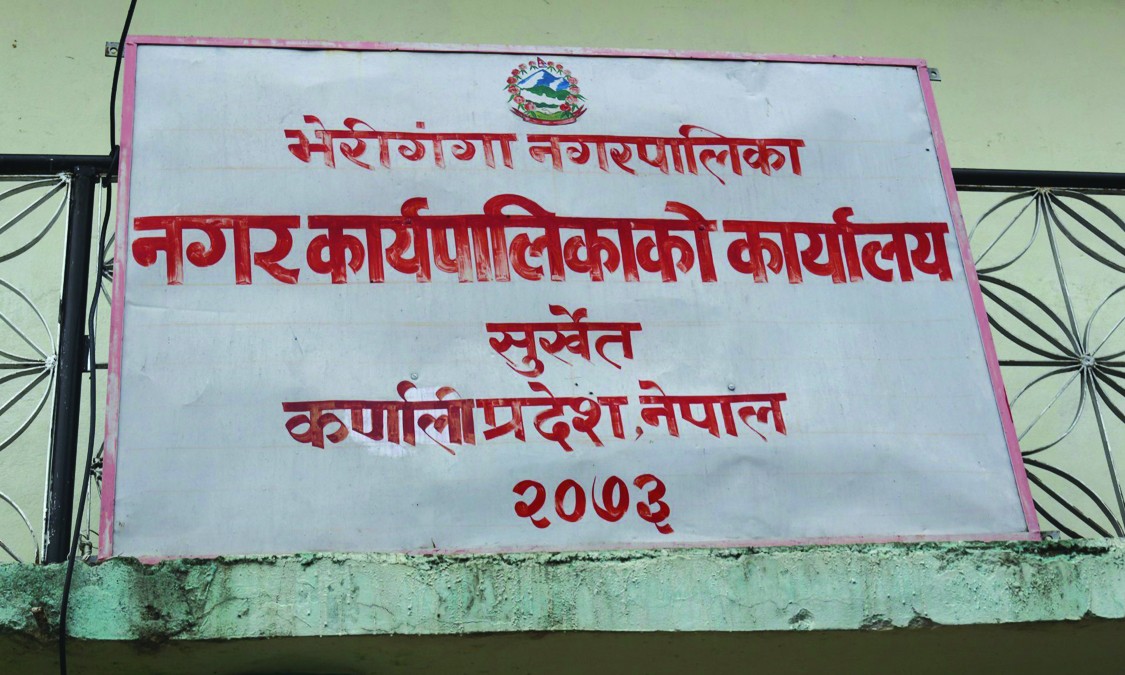 भेरीगंगा नगरपालिका
नगर कार्यपालिकाको कार्यालय
सुर्खेत
कर्णाली प्रदेश, नेपाल
२०७३